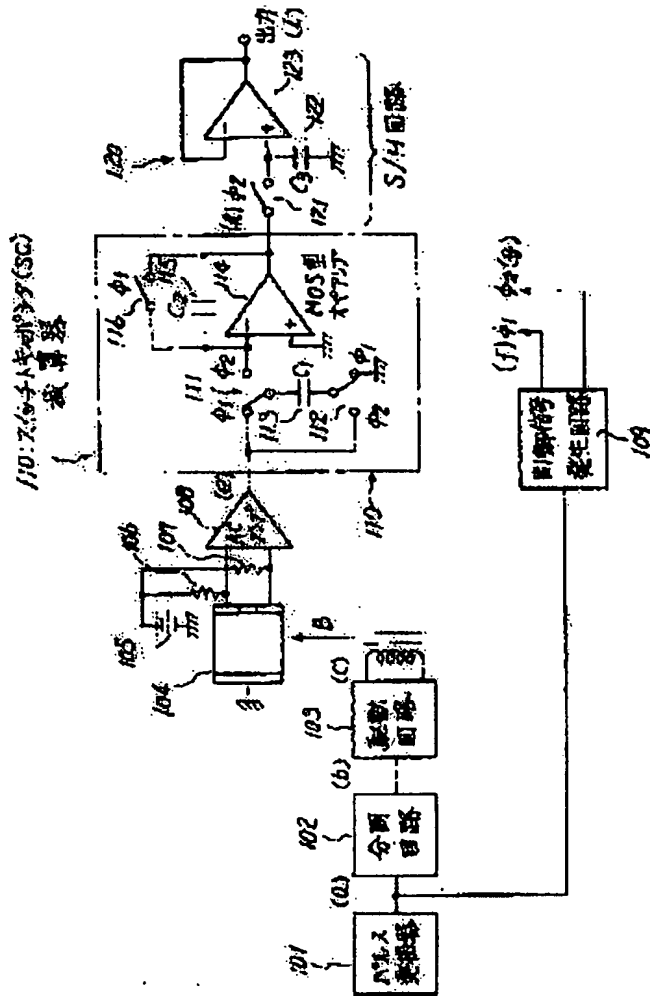 110:スイッチトキャパシタ(SC)
減算器
110
120
出力
(h)
123
122
S/H回路
C3
121
φ2
116
φ1
115
C2
114
MOS型
オペアンプ
111
φ1
φ2
113
C1
112
φ1
φ2
(e)
108
107
106
105
104
B
(c)
103
駆動
回路
(b)
102
分周
回路
(a)
101
パルス
発振器
(f)φ1
φ2(g)
制御信号
発生回路
109